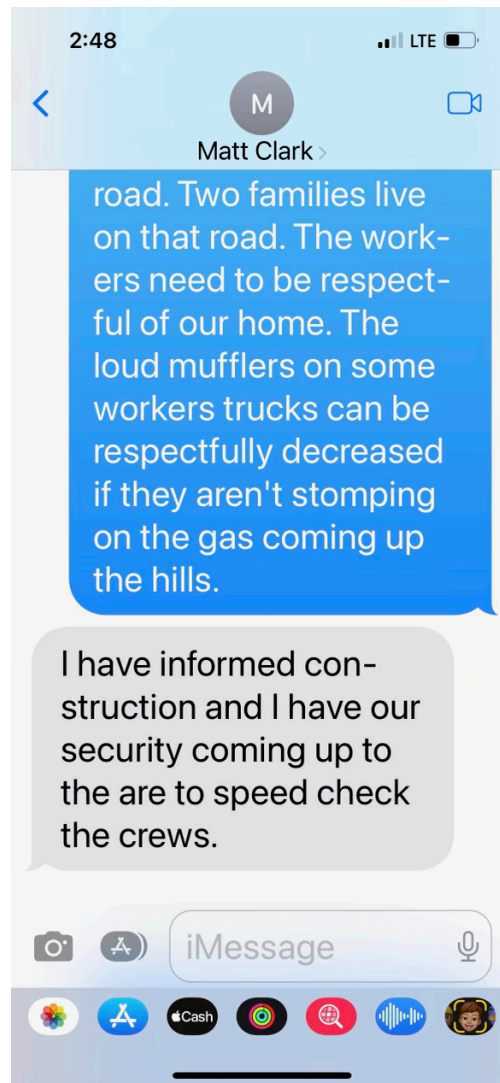 2:48
LTE
M
Matt Clark
road. Two families live
on that road. The work-
ers need to be respect-
ful of our home. The
loud mufflers on some
workers trucks can be
respectfully decreased
if they aren't stomping
on the gas coming up
the hills.
I have informed con-
struction and I have our
security coming up to
the are to speed check
the crews.
iMessage
Cash